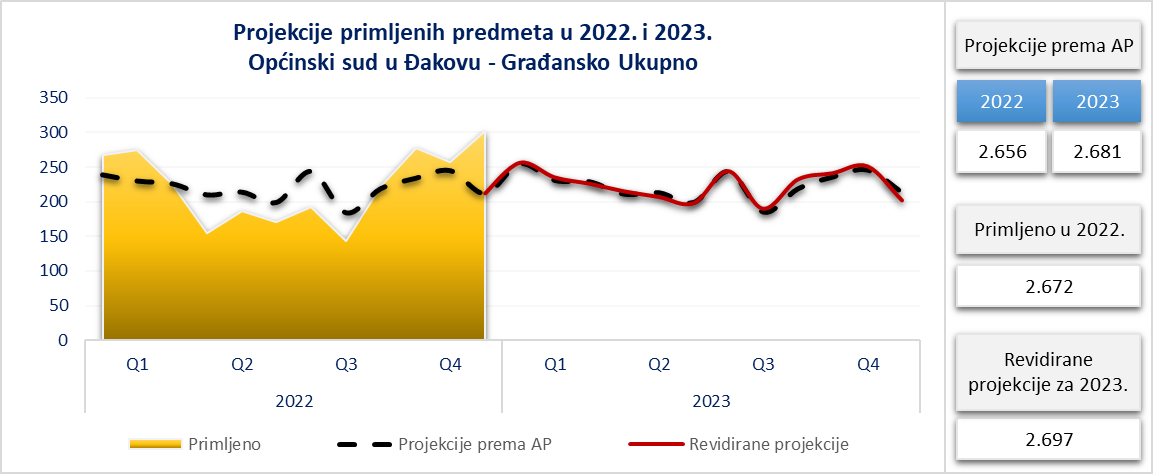 Projekcije primljenih predmeta u 2022. i 2023.
Općinski sud u Đakovu - Građansko Ukupno
350
300
250
200
150
100
50
0
Q1 Q2 Q3 Q4 Q1 Q2 Q3 Q4
2022 2023
Primljeno Projekcije prema AP Revidirane projekcije
Projekcije prema AP
2022 2023
2.656 2.681
Primljeno u 2022.
2.672
Revidirane
projekcije za 2023.
2.697